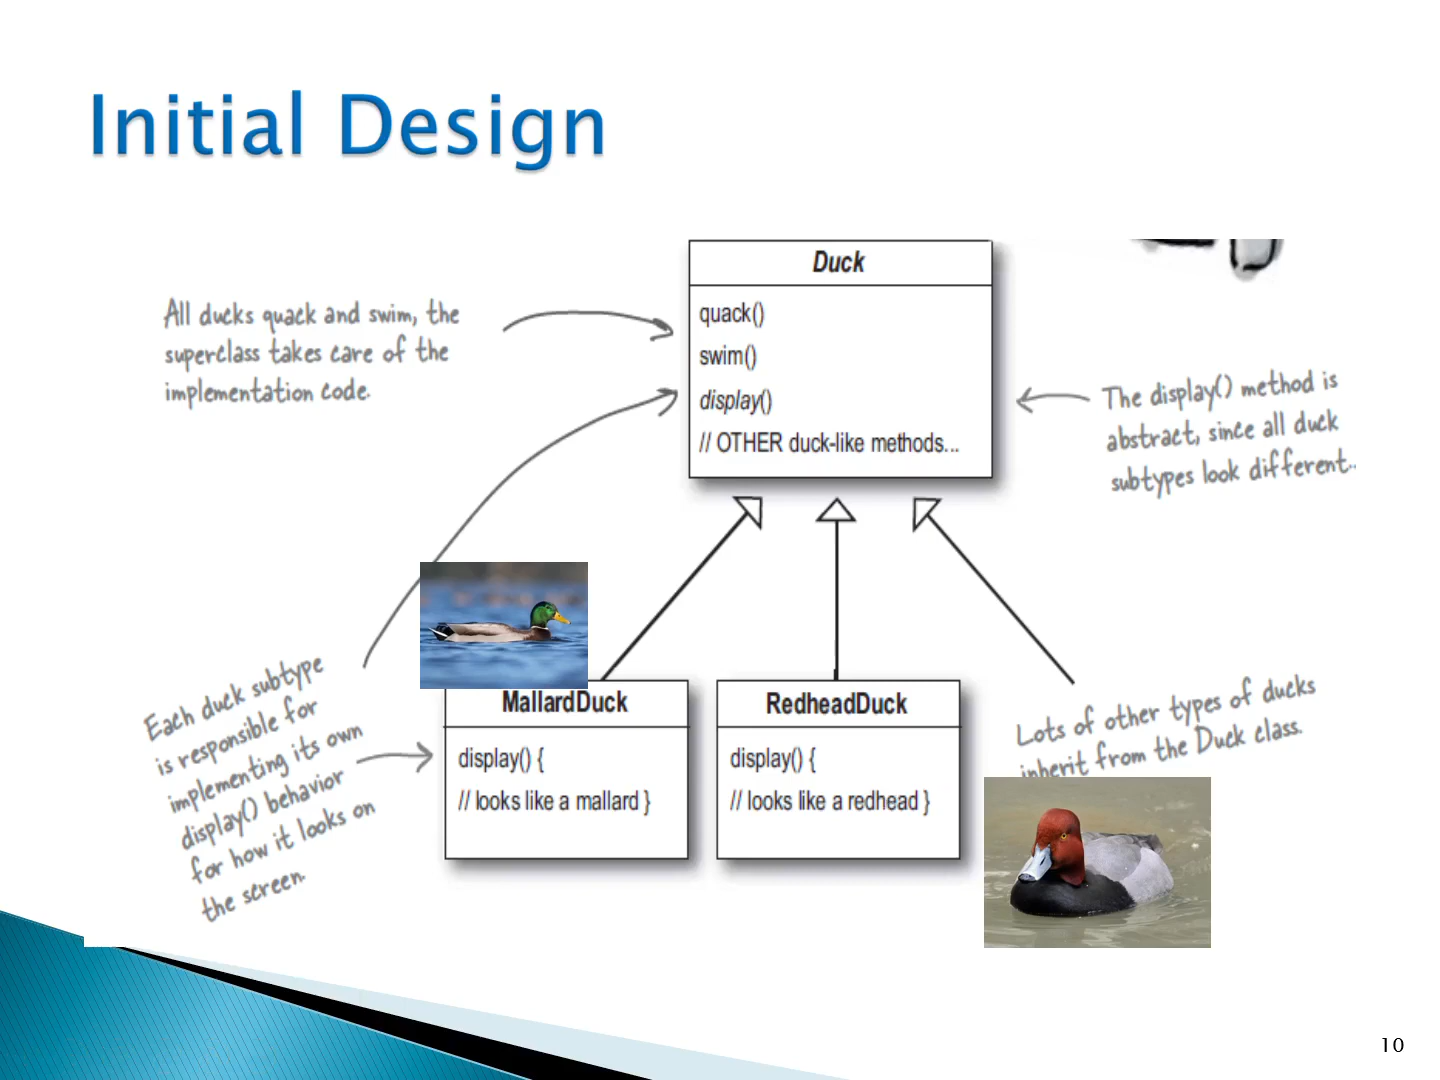 Initial Design
Duck
quack()
swim()
display()
// OTHER duck-like methods...
All ducks quack and swim, the
superclass takes care of the
implementation code.
The display() method is
abstract, since all duck
subtypes look different..
Each duck subtype
is responsible for
implementing its own
display() behavior
for how it looks on
the screen.
MallardDuck
display() {
// looks like a mallard }
RedheadDuck
display() {
// looks like a redhead }
Lots of other types of ducks
inherit from the Duck class.
10